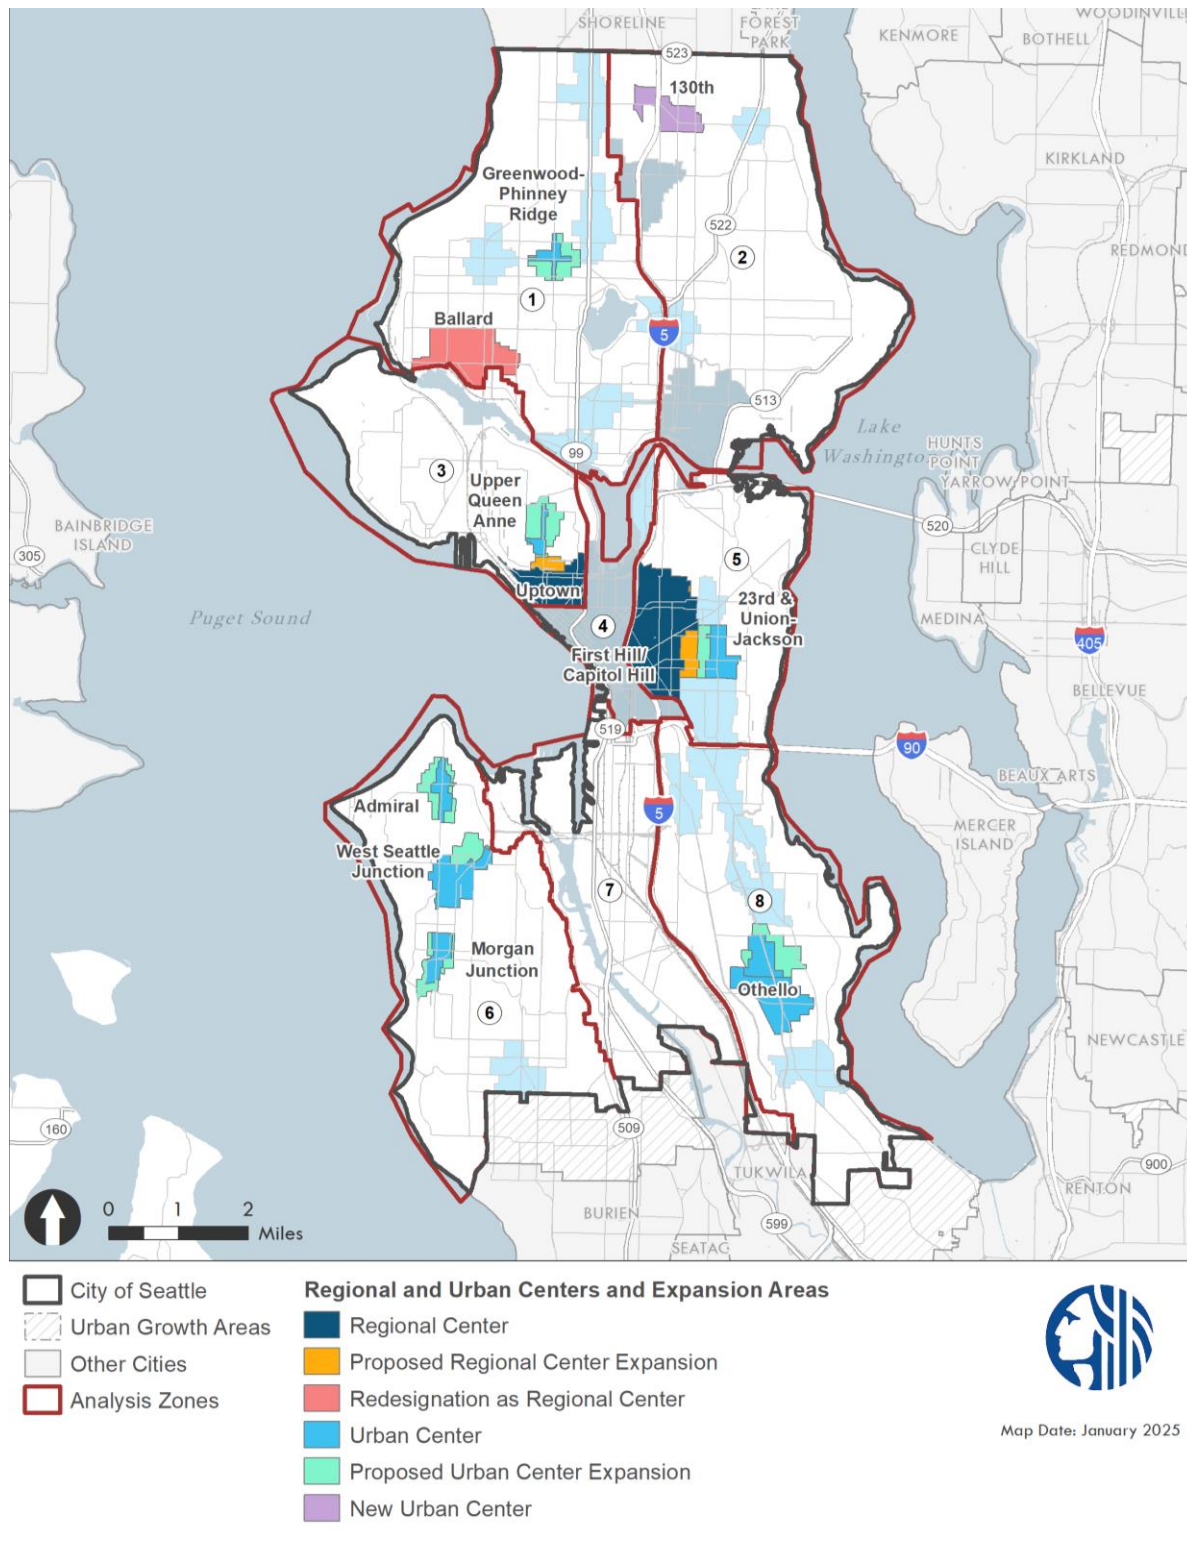 SHORELINE
LAKE
FOREST
PARK
KENMORE
BOTHELL
WOODINVILL
523
130th
KIRKLAND
Greenwood-
Phinney
Ridge
522
2
REDMOND
1
Ballard
5
513
Lake
Washingto
HUNTS
POINT
YARROW POINT
99
3
Upper
Queen
Anne
520
BAINBRIDGE
ISLAND
305
CLYDE
HILL
5
Uptown
23rd &
Union-
Jackson
MEDINA
Puget Sound
4
405
First Hill/
Capitol Hill
BELLEVUE
519
90
BEAUX ARTS
Admiral
5
MERCER
ISLAND
West Seattle
Junction
7
8
Morgan
Junction
Othello
6
NEWCASTLE
160
509
TUKWILA
900
RENTON
BURIEN
599
SEATAC
0 1 2
Miles
City of Seattle
Urban Growth Areas
Other Cities
Analysis Zones
Regional and Urban Centers and Expansion Areas
Regional Center
Proposed Regional Center Expansion
Redesignation as Regional Center
Urban Center
Proposed Urban Center Expansion
New Urban Center
Map Date: January 2025